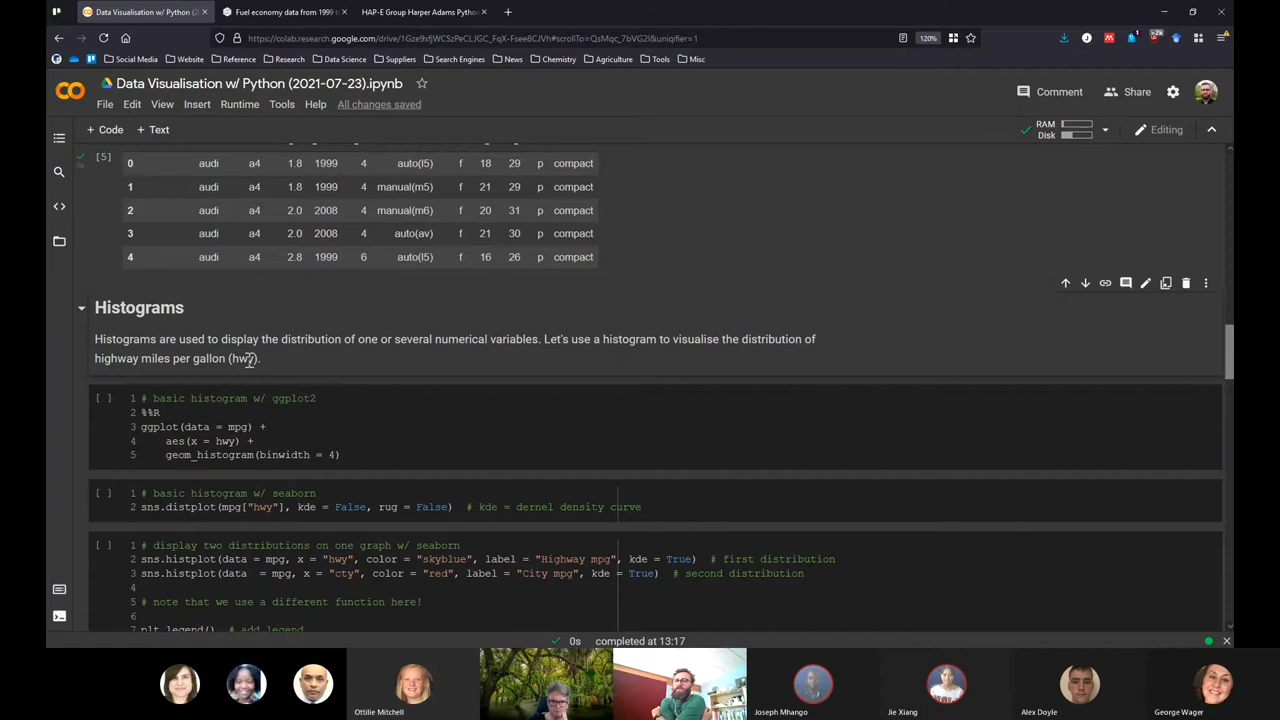 Data Visualisation w/ Python (
Fuel economy data from 1999
HAP-E Group Harper Adams Python
https://colab.research.google.com/drive/1Gze9xfjWCSzPeCLJGC_FqX-Fsee8CJVh#scrollTo=QsMqc_7bVG2I&uniqifier=1
120%
Social Media
Website
Reference
Research
Data Science
Suppliers
Search Engines
News
Chemistry
Agriculture
Tools
Misc
Data Visualisation w/ Python (2021-07-23).ipynb
File Edit View Insert Runtime Tools Help All changes saved
Comment
Share
+ Code + Text
RAM
Disk
Editing
[5]
0 audi a4 1.8 1999 4 auto(l5) f 18 29 p compact
1 audi a4 1.8 1999 4 manual(m5) f 21 29 p compact
2 audi a4 2.0 2008 4 manual(m6) f 20 31 p compact
3 audi a4 2.0 2008 4 auto(av) f 21 30 p compact
4 audi a4 2.8 1999 6 auto(l5) f 16 26 p compact
Histograms
Histograms are used to display the distribution of one or several numerical variables. Let's use a histogram to visualise the distribution of
highway miles per gallon (hwy).
[ ] 1 # basic histogram w/ ggplot2
2 %%R
3 ggplot(data = mpg) +
4 aes(x = hwy) +
5 geom_histogram(binwidth = 4)
[ ] 1 # basic histogram w/ seaborn
2 sns.distplot(mpg["hwy"], kde = False, rug = False) # kde = dernel density curve
[ ] 1 # display two distributions on one graph w/ seaborn
2 sns.histplot(data = mpg, x = "hwy", color = "skyblue", label = "Highway mpg", kde = True) # first distribution
3 sns.histplot(data = mpg, x = "cty", color = "red", label = "City mpg", kde = True) # second distribution
4
5 # note that we use a different function here!
6
7 plt.legend() # add legend
0s completed at 13:17
Ottilie Mitchell
Joseph Mhango
Jie Xiang
Alex Doyle
George Wager